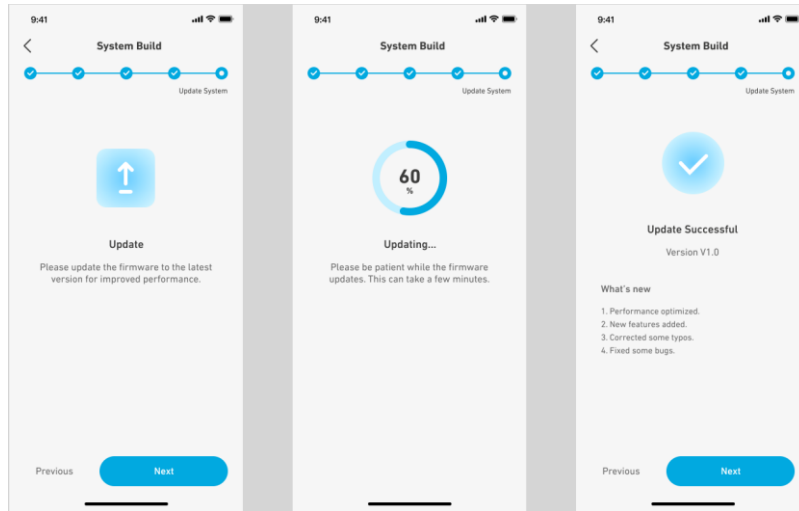 9:41
System Build
Update System
Update
Please update the firmware to the latest
version for improved performance.
Previous
Next
9:41
System Build
Update System
60
%
Updating...
Please be patient while the firmware
updates. This can take a few minutes.
9:41
System Build
Update System
Update Successful
Version V1.0
What's new
1. Performance optimized.
2. New features added.
3. Corrected some typos.
4. Fixed some bugs.
Previous
Next